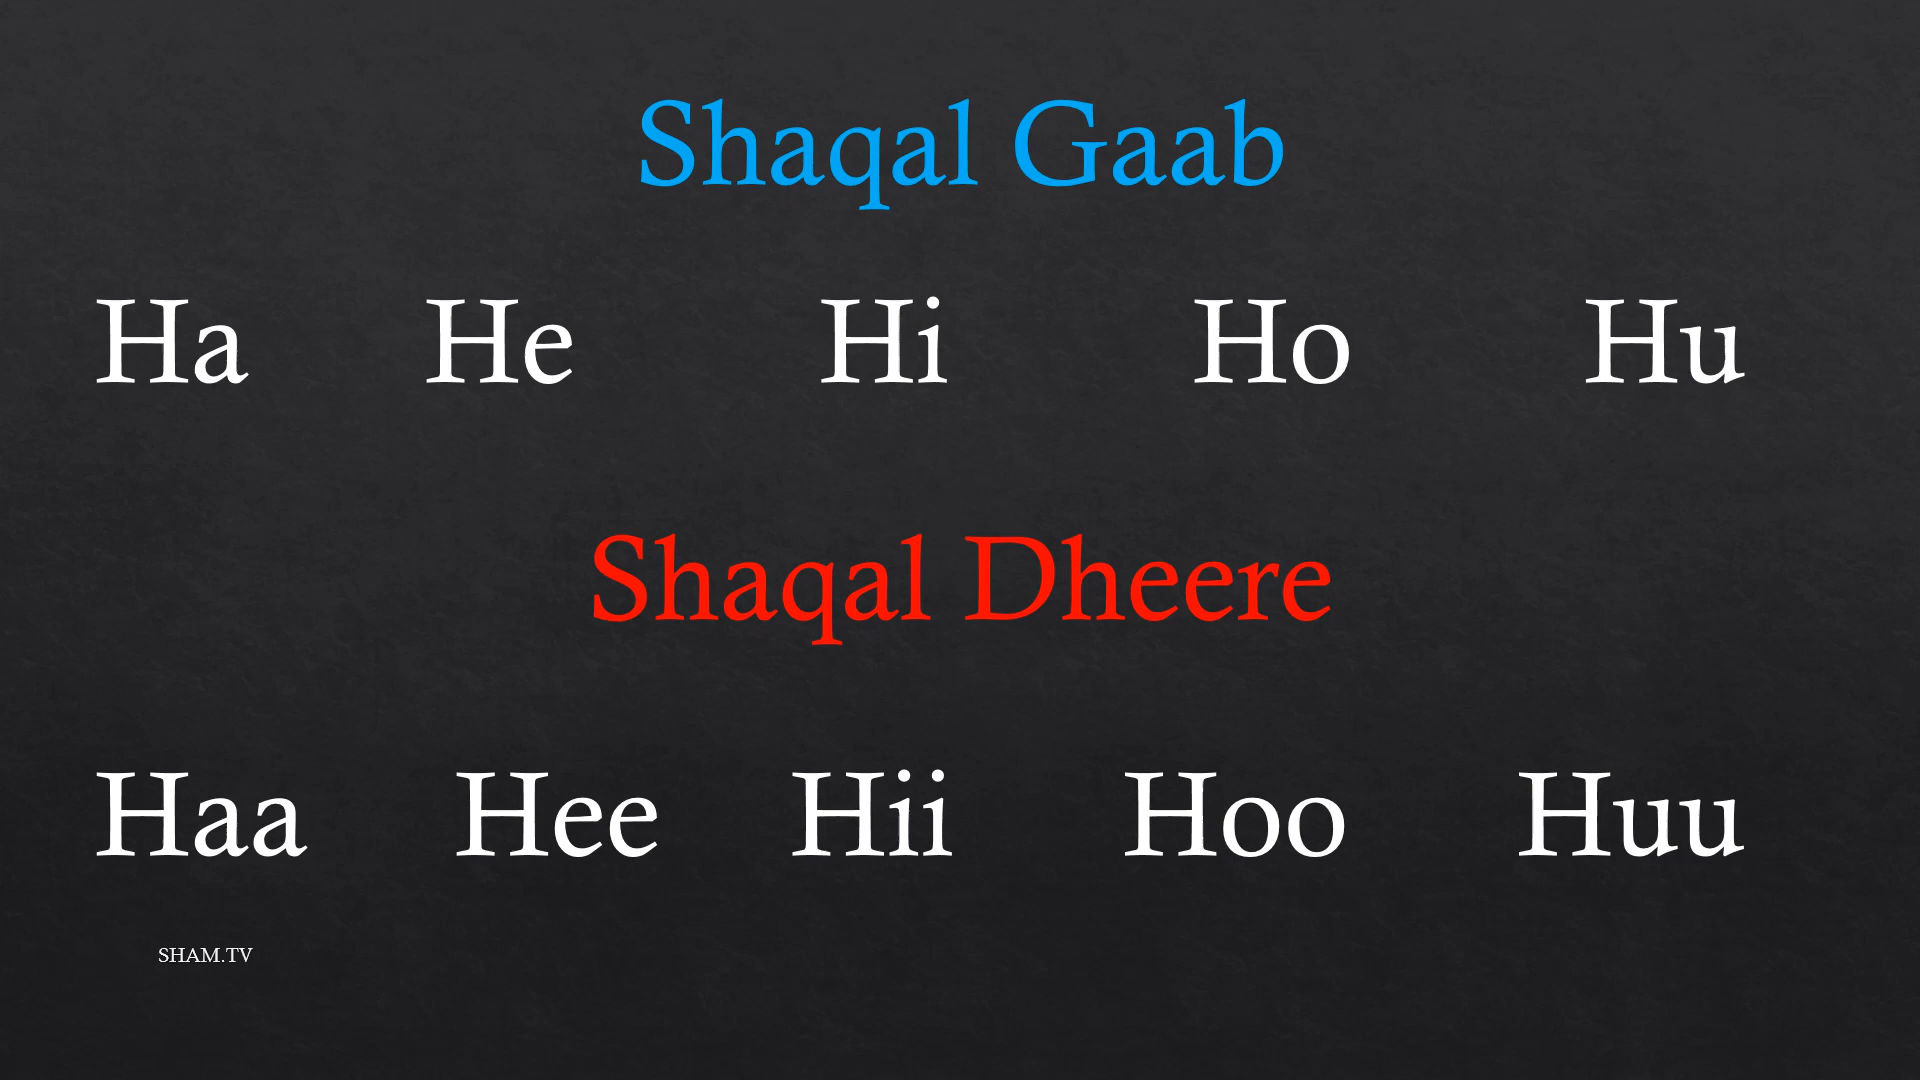 Shaqal Gaab
Ha He Hi Ho Hu
Shaqal Dheere
Haa Hee Hii Hoo Huu
SHAM.TV